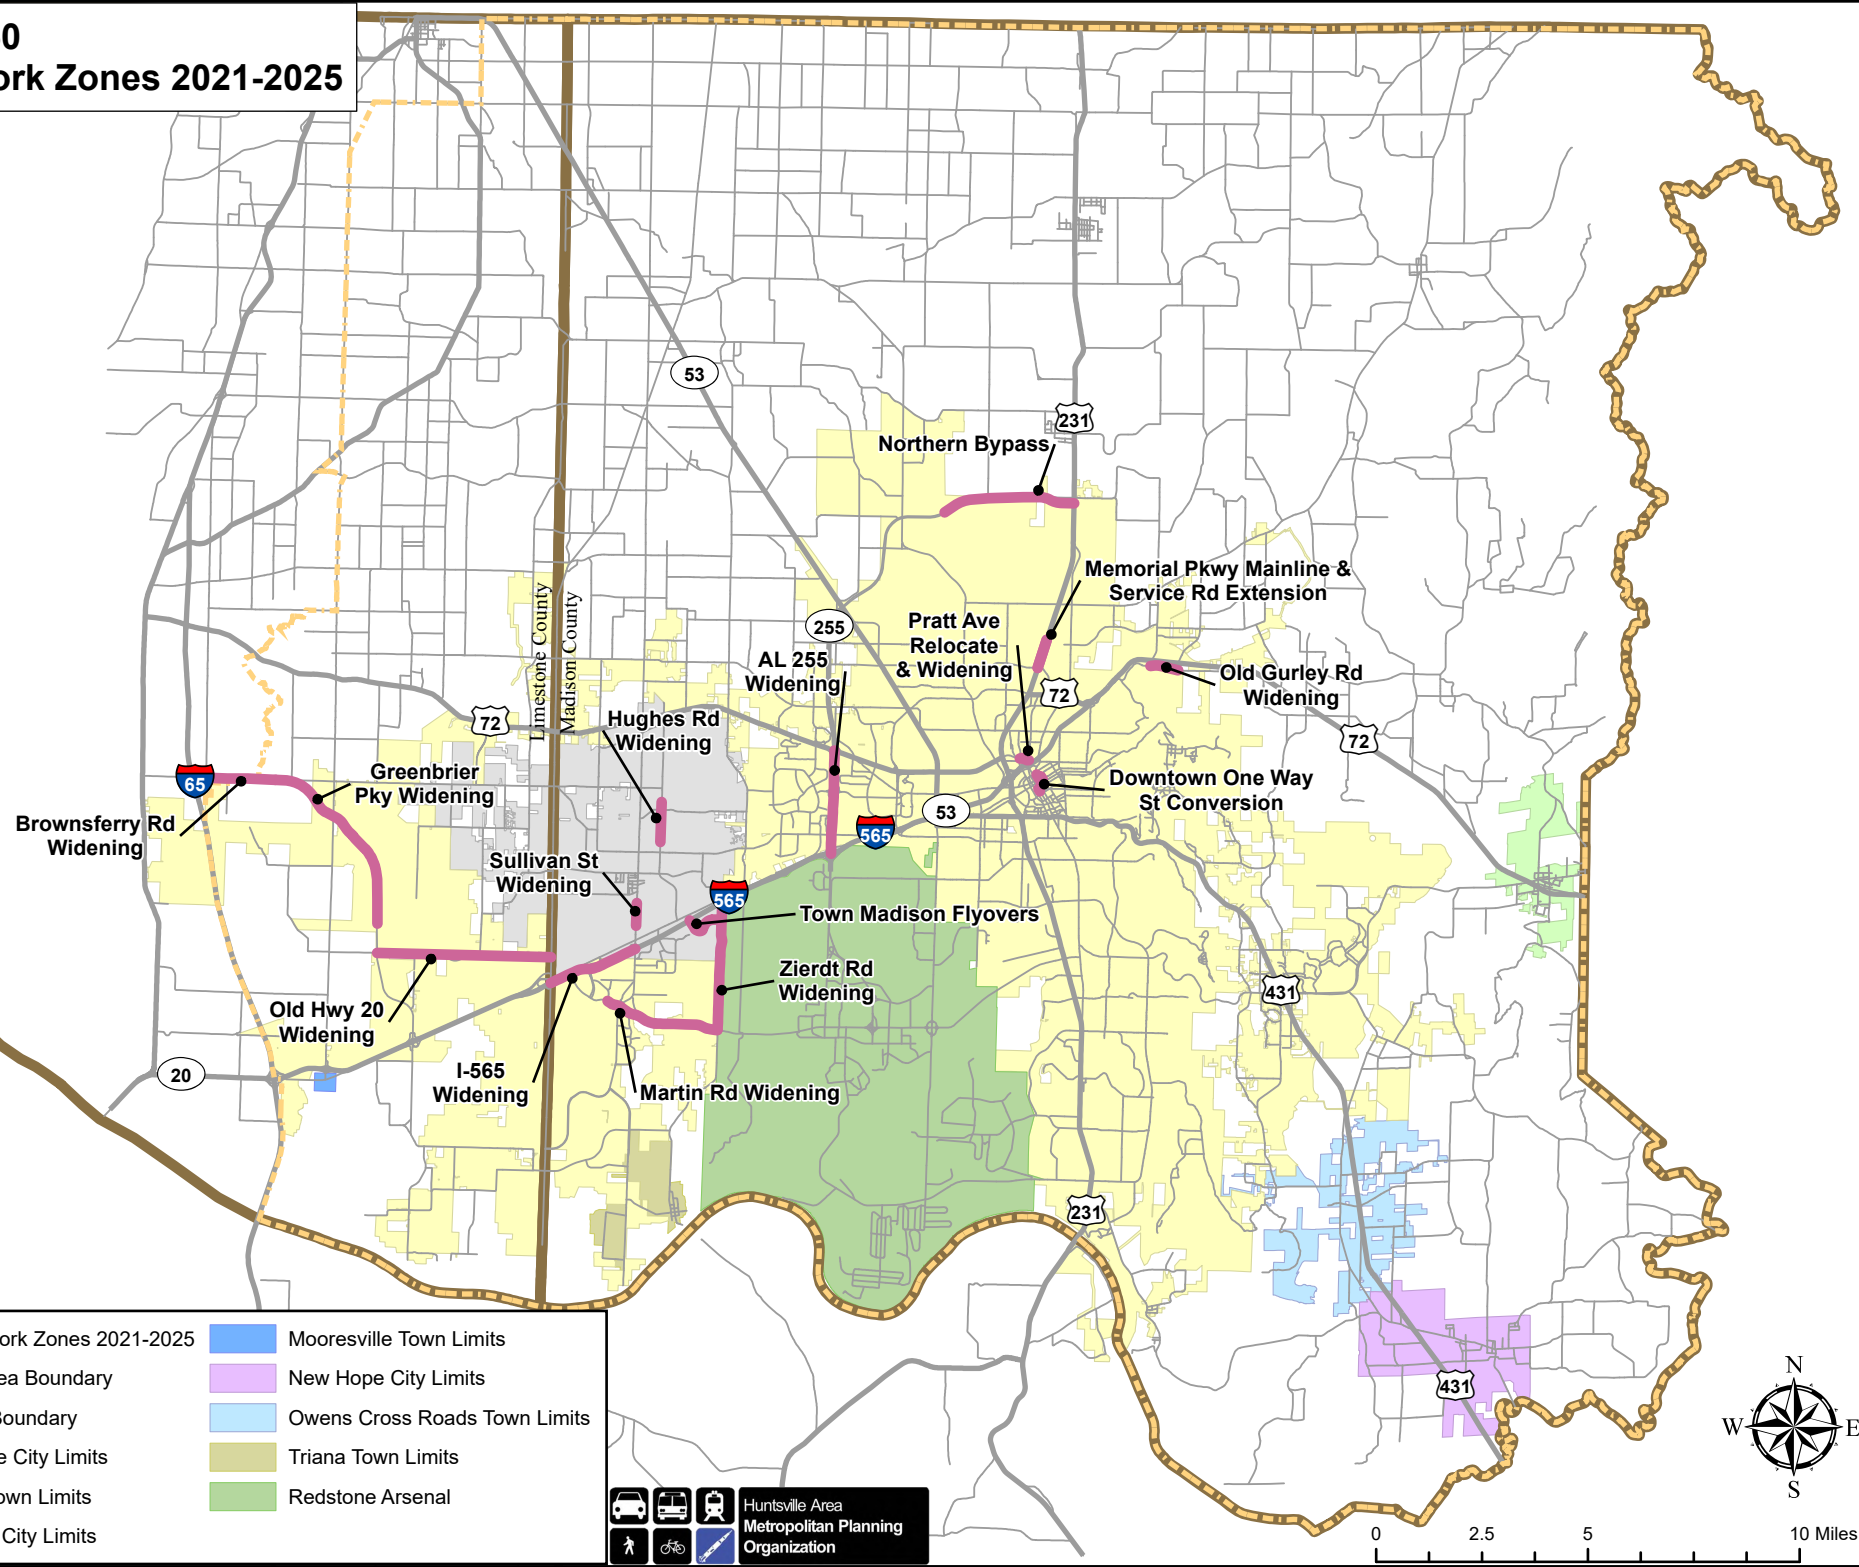 0
ork Zones 2021-2025
53
231
Northern Bypass
Memorial Pkwy Mainline &
Service Rd Extension
Pratt Ave
Relocate
& Widening
255
AL 255
Widening
Limestone County
Madison County
Old Gurley Rd
Widening
72
72
72
Hughes Rd
Widening
Greenbrier
Pky Widening
65
Brownsferry Rd
Widening
Downtown One Way
St Conversion
53
565
Sullivan St
Widening
565
Town Madison Flyovers
Zierdt Rd
Widening
431
Old Hwy 20
Widening
20
I-565
Widening
Martin Rd Widening
231
431
ork Zones 2021-2025
ea Boundary
Boundary
e City Limits
own Limits
City Limits
Mooresville Town Limits
New Hope City Limits
Owens Cross Roads Town Limits
Triana Town Limits
Redstone Arsenal
Huntsville Area
Metropolitan Planning
Organization
N
W E
S
0 2.5 5 10 Miles